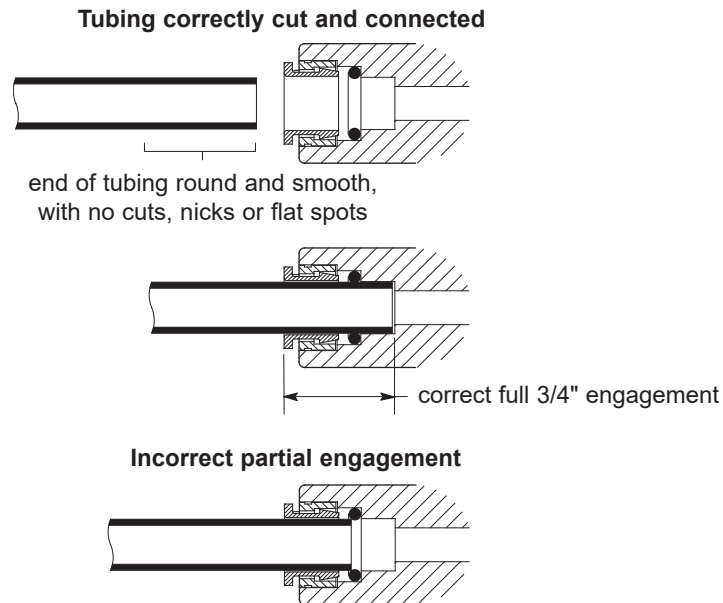 Tubing correctly cut and connected
end of tubing round and smooth,
with no cuts, nicks or flat spots
correct full 3/4" engagement
Incorrect partial engagement